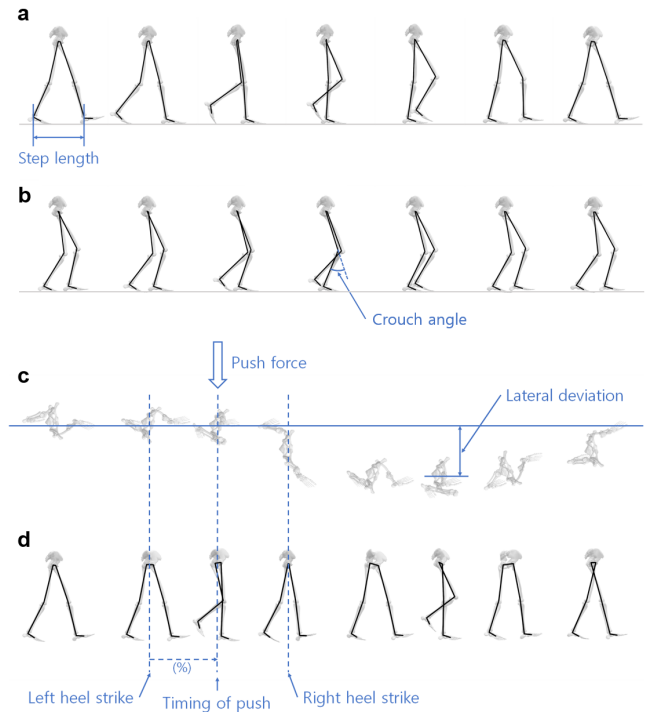 a
Step length
b
Crouch angle
Push force
c
Lateral deviation
d
(%)
Left heel strike
Timing of push
Right heel strike